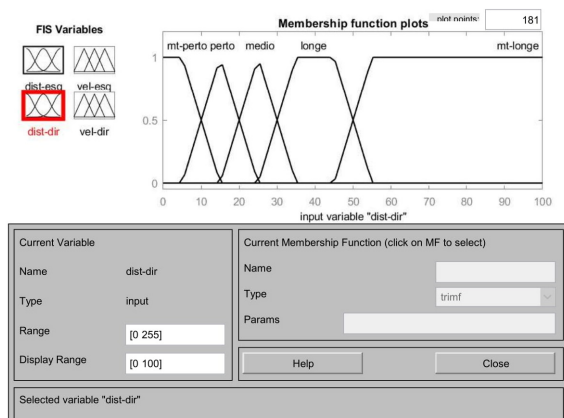 FIS Variables
dist-esq vel-esq
dist-dir vel-dir
Membership function plots plot points: 181
mt-perto perto medio longe mt-longe
1
0.5
0
0 10 20 30 40 50 60 70 80 90 100
input variable "dist-dir"
Current Variable
Name dist-dir
Type input
Range [0 255]
Display Range [0 100]
Current Membership Function (click on MF to select)
Name
Type trimf
Params
Help Close
Selected variable "dist-dir"